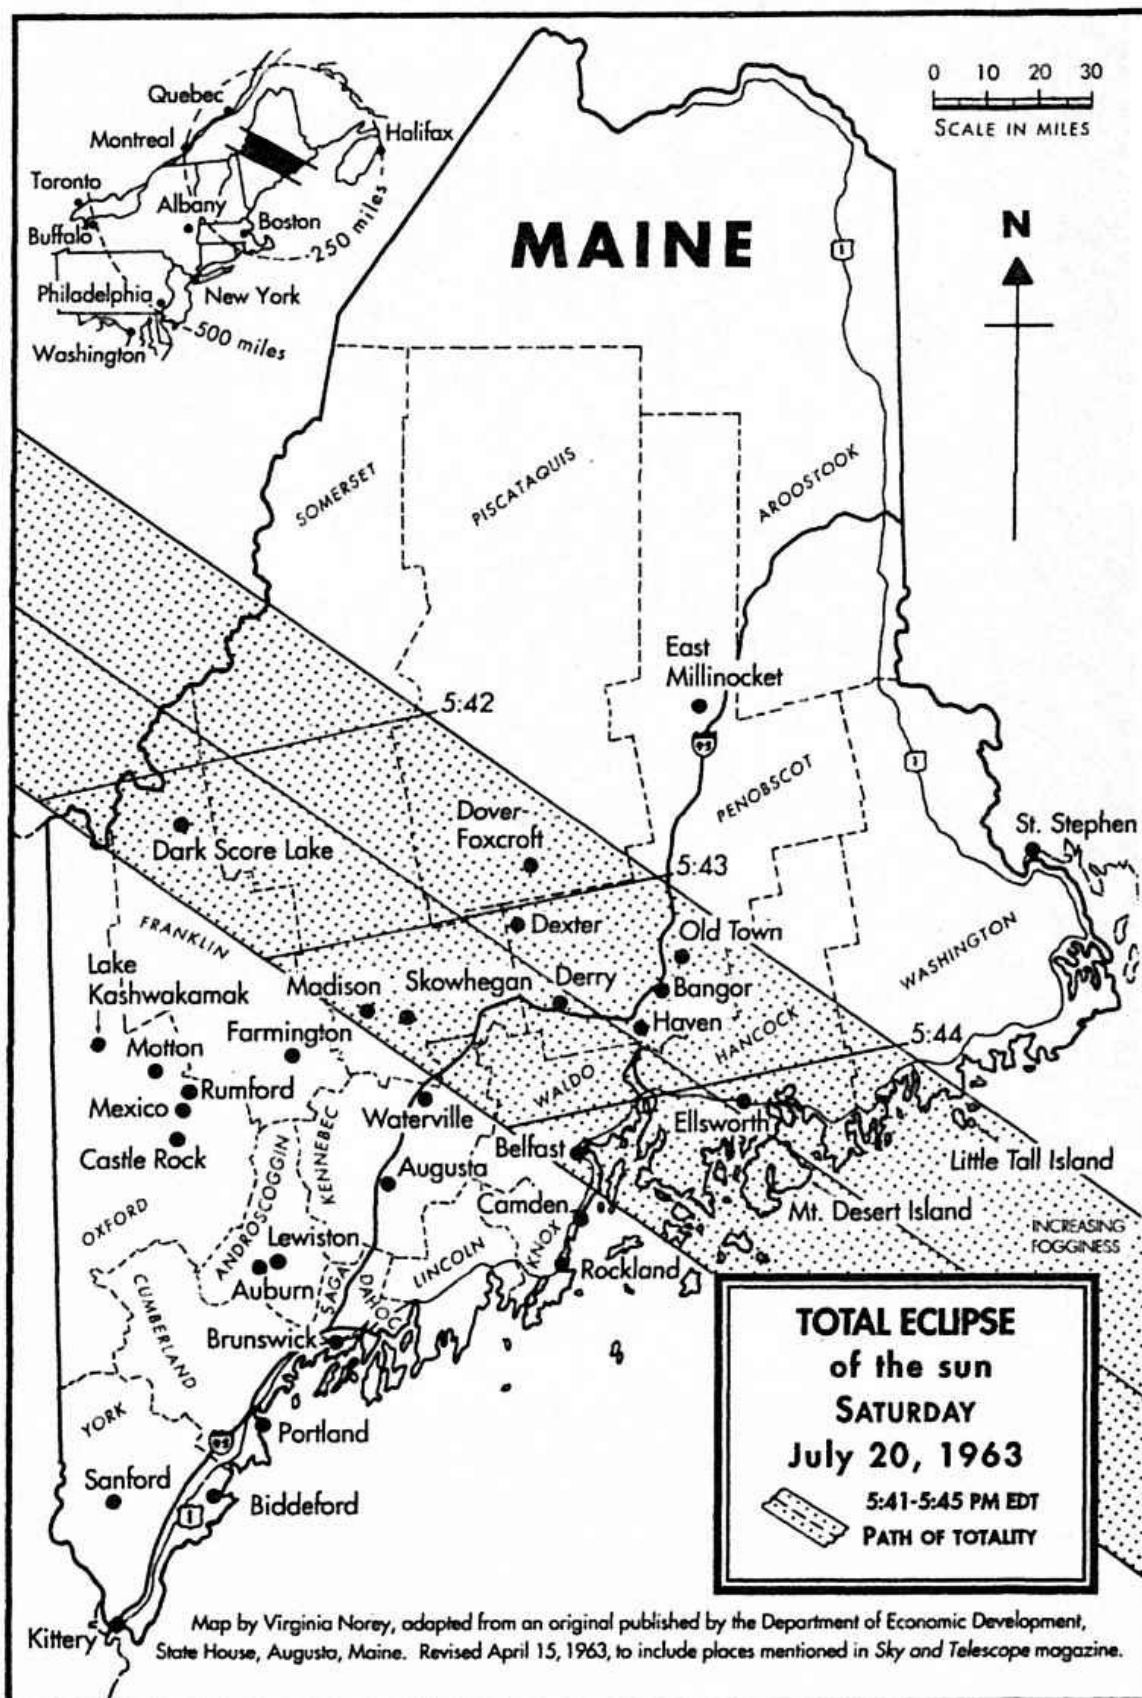 Quebec
Montreal
Halifax
Toronto
Albany
Boston
Buffalo
250 miles
Philadelphia
New York
500 miles
Washington
0 10 20 30
SCALE IN MILES
MAINE
N
1
SOMERSET
PISCATAQUIS
AROOSTOOK
East
Millinocket
5:42
95
1
PENOBSCOT
Dover-
Foxcroft
St. Stephen
Dark Score Lake
5:43
FRANKLIN
Dexter
Old Town
WASHINGTON
Lake
Kashwakamak
Madison
Skowhegan
Derry
Bangor
Haven
Motton
Farmington
HANCOCK
5:44
Rumford
Mexico
WALDO
Waterville
Ellsworth
Castle Rock
Belfast
Augusta
Little Tall Island
KENNEBEC
ANDROSCOGGIN
Camden
Mt. Desert Island
OXFORD
INCREASING
FOGGINESS
Lewiston
LINCOLN
KNOX
Rockland
Auburn
SAGA
DAHOC
CUMBERLAND
Brunswick
YORK
Portland
95
Sanford
Biddeford
1
Kittery
TOTAL ECLIPSE
of the sun
SATURDAY
July 20, 1963
5:41-5:45 PM EDT
PATH OF TOTALITY
Map by Virginia Norey, adapted from an original published by the Department of Economic Development,
State House, Augusta, Maine. Revised April 15, 1963, to include places mentioned in Sky and Telescope magazine.